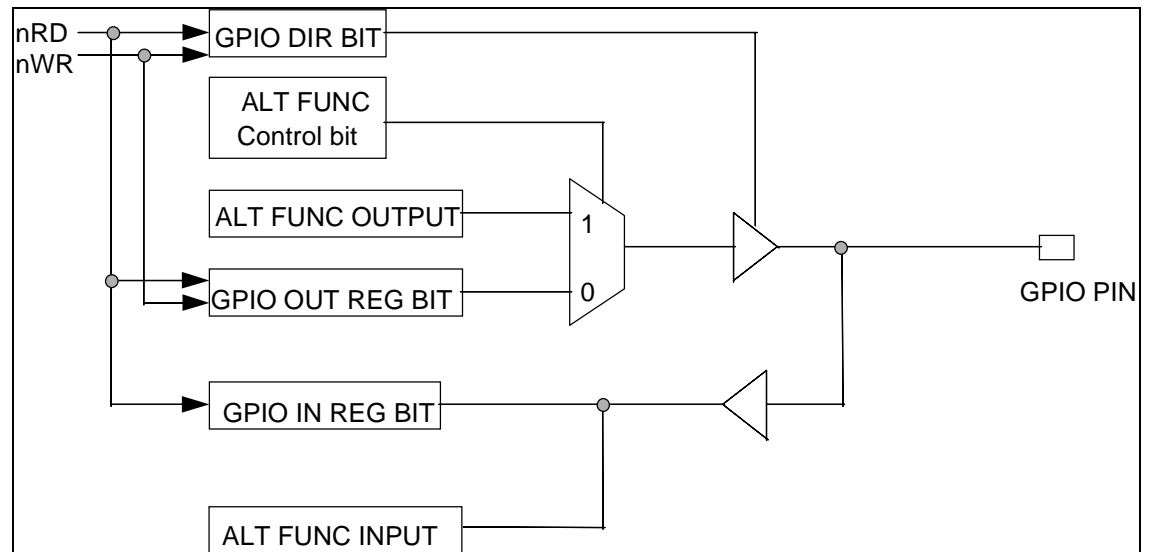 nRD
nWR
GPIO DIR BIT
ALT FUNC
Control bit
ALT FUNC OUTPUT
1
GPIO OUT REG BIT
0
GPIO PIN
GPIO IN REG BIT
ALT FUNC INPUT